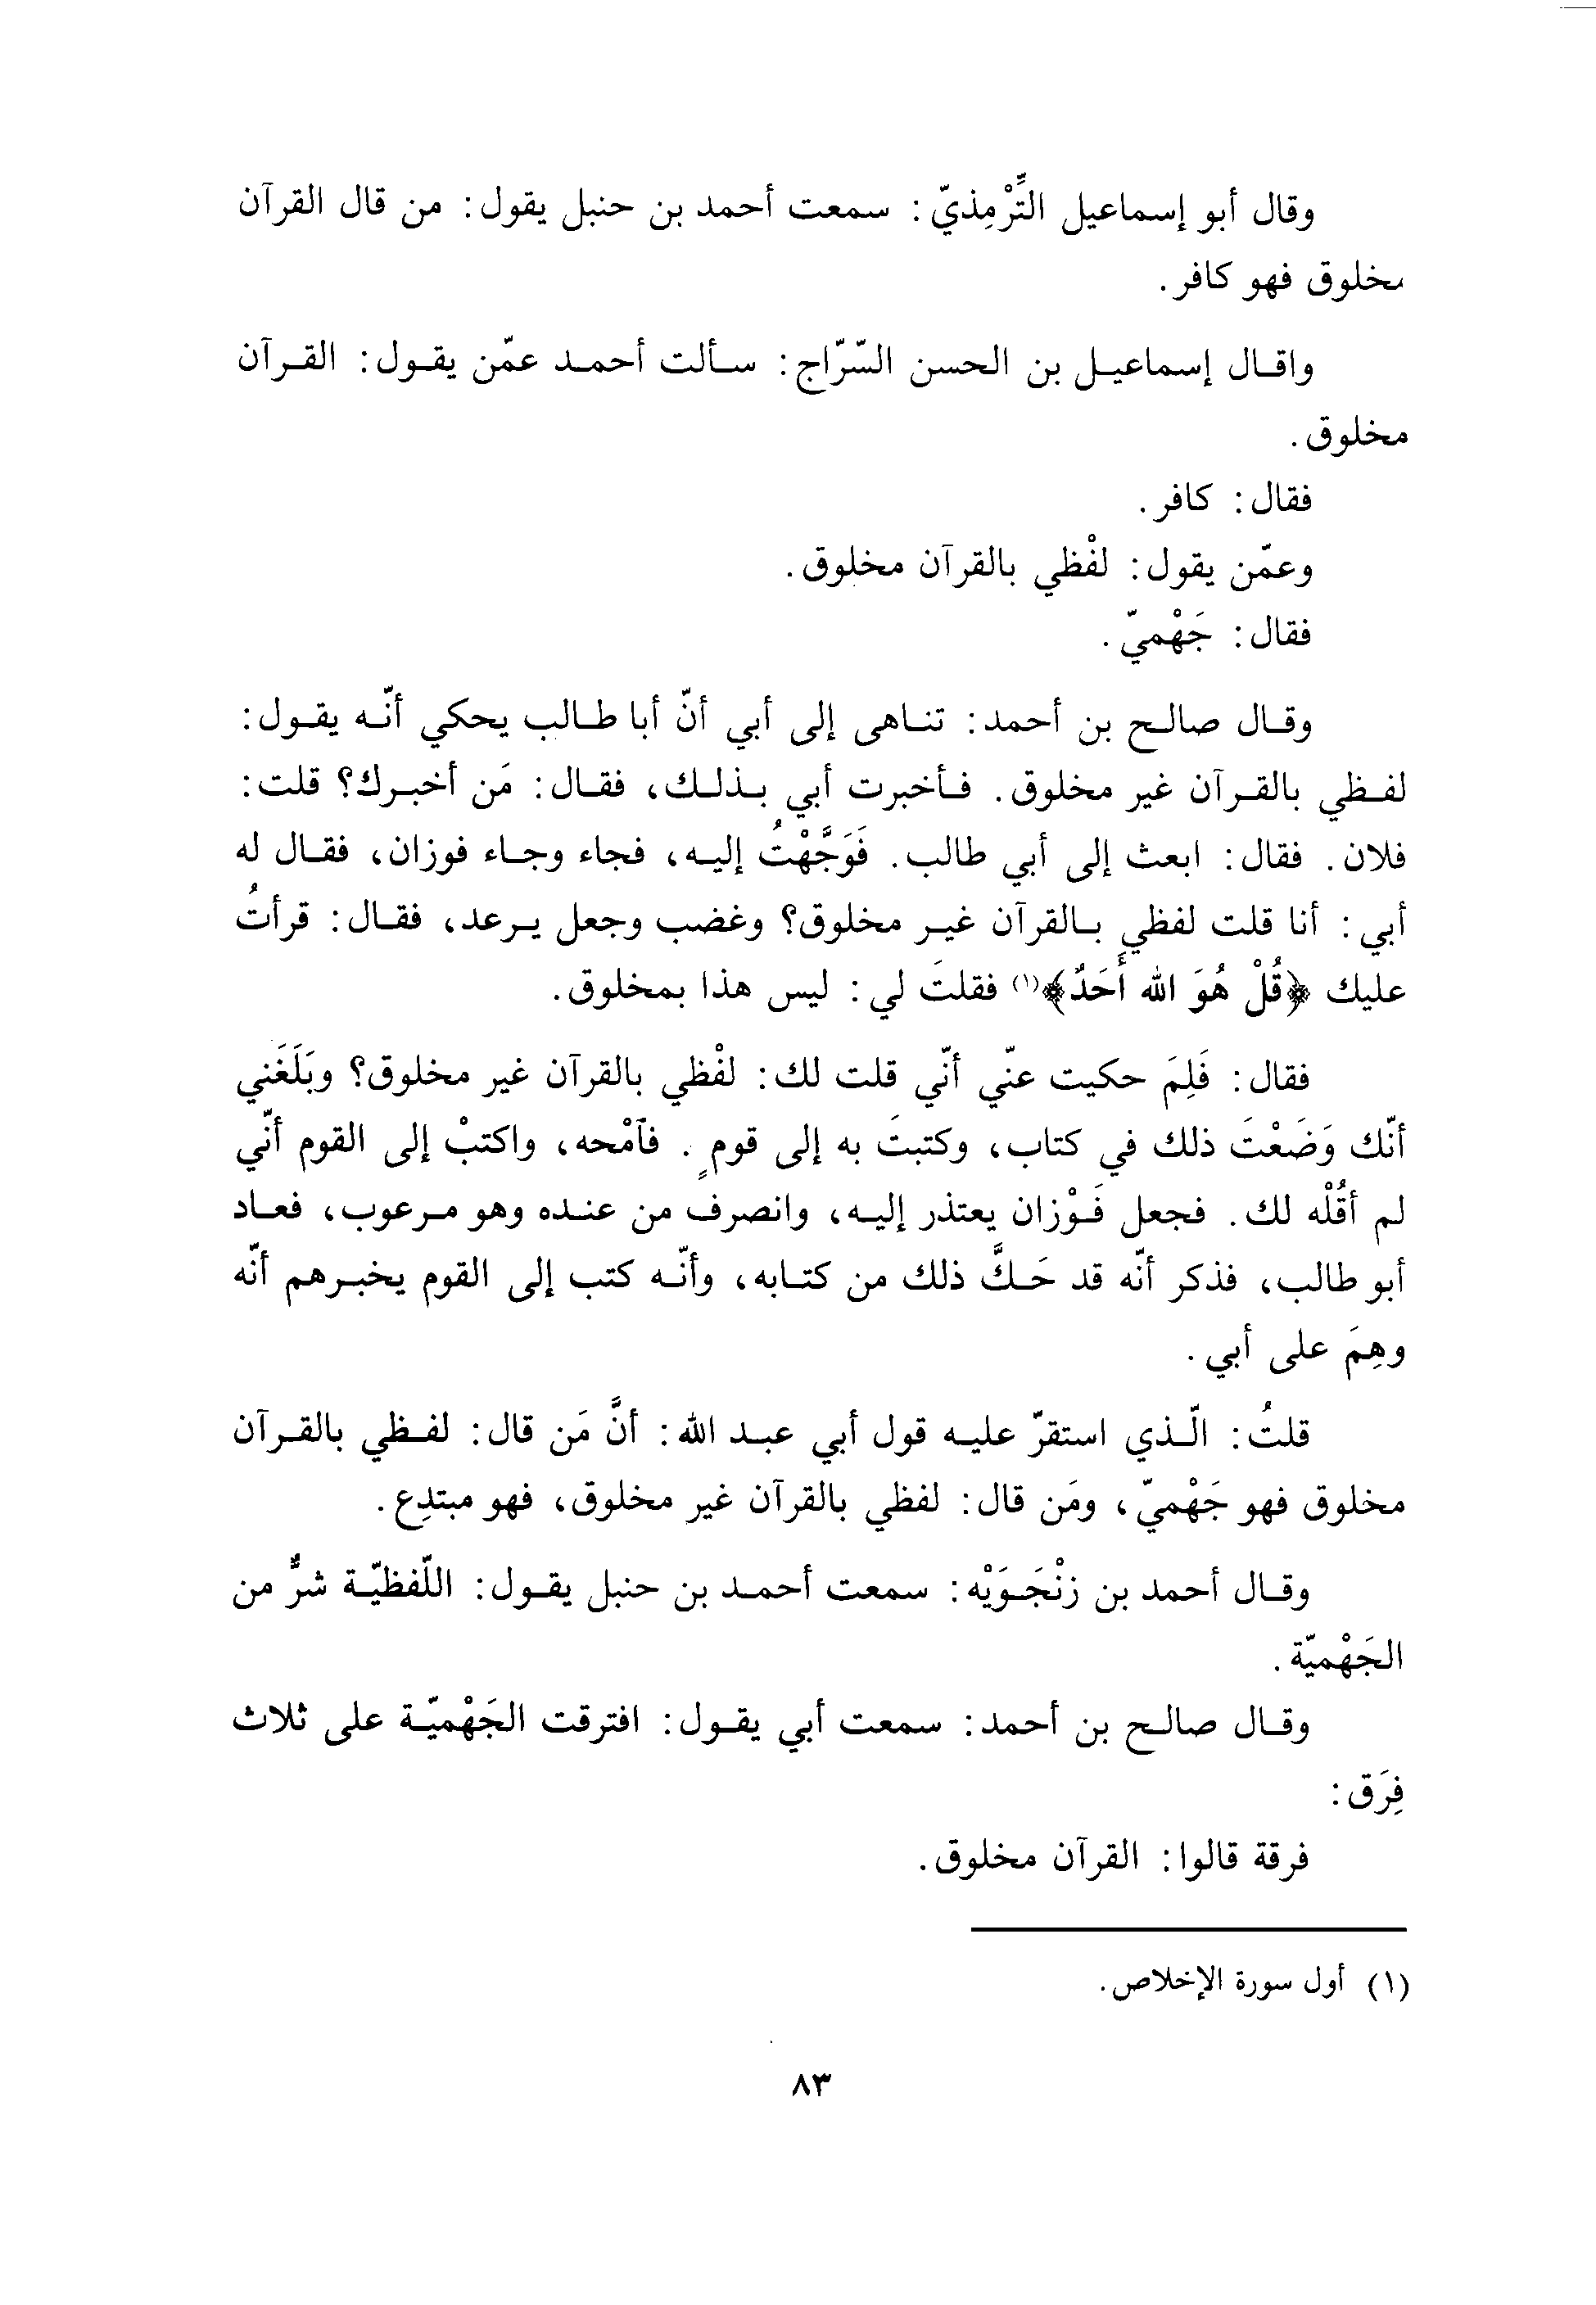 وقال أبو إسماعيل التِّرْمِذيّ: سمعت أحمد بن حنبل يقول: من قال القرآن
مخلوق فهو كافر.
واقال إسماعيل بن الحسن السّرّاج: سألت أحمد عمّن يقول: القرآن
مخلوق.
فقال: كافر.
وعمّن يقول: لفْظي بالقرآن مخلوق.
فقال: جَهْميّ.
وقال صالح بن أحمد: تناهى إلى أبي أنّ أبا طالب يحكي أنّه يقول:
لفظي بالقرآن غير مخلوق. فأخبرت أبي بذلك، فقال: مَن أخبرك؟ قلت:
فلان. فقال: ابعث إلى أبي طالب. فَوَجَّهْتُ إليه، فجاء وجاء فوزان، فقال له
أبي: أنا قلت لفظي بالقرآن غير مخلوق؟ وغضب وجعل يرعد، فقال: قرأتُ
عليك ﴿قُلْ هُوَ الله أَحَدٌ﴾(١) فقلتَ لي: ليس هذا بمخلوق.
فقال: فَلِمَ حكيت عنّي أنّي قلت لك: لفْظي بالقرآن غير مخلوق؟ وبَلَغَني
أنّك وَضَعْتَ ذلك في كتاب، وكتبتَ به إلى قومٍ. فآمْحه، واكتبْ إلى القوم أنّي
لم أقُلْه لك. فجعل فَوْزان يعتذر إليه، وانصرف من عنده وهو مرعوب، فعاد
أبو طالب، فذكر أنّه قد حَكَّ ذلك من كتابه، وأنّه كتب إلى القوم يخبرهم أنّه
وهِمَ على أبي.
قلتُ: الّذي استقرّ عليه قول أبي عبد الله: أنَّ مَن قال: لفظي بالقرآن
مخلوق فهو جَهْميّ، ومَن قال: لفظي بالقرآن غير مخلوق، فهو مبتدِع.
وقال أحمد بن زنْجَوَيْه: سمعت أحمد بن حنبل يقول: اللّفظيّة شرٌّ من
الجَهْميّة.
وقال صالح بن أحمد: سمعت أبي يقول: افترقت الجَهْميّة على ثلاث
فِرَق:
فرقة قالوا: القرآن مخلوق.
(١) أول سورة الإخلاص.
٨٣